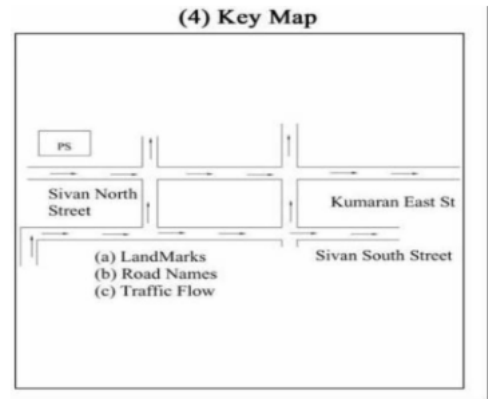 (4) Key Map
PS
Sivan North
Street
Kumaran East St
(a) LandMarks
(b) Road Names
(c) Traffic Flow
Sivan South Street